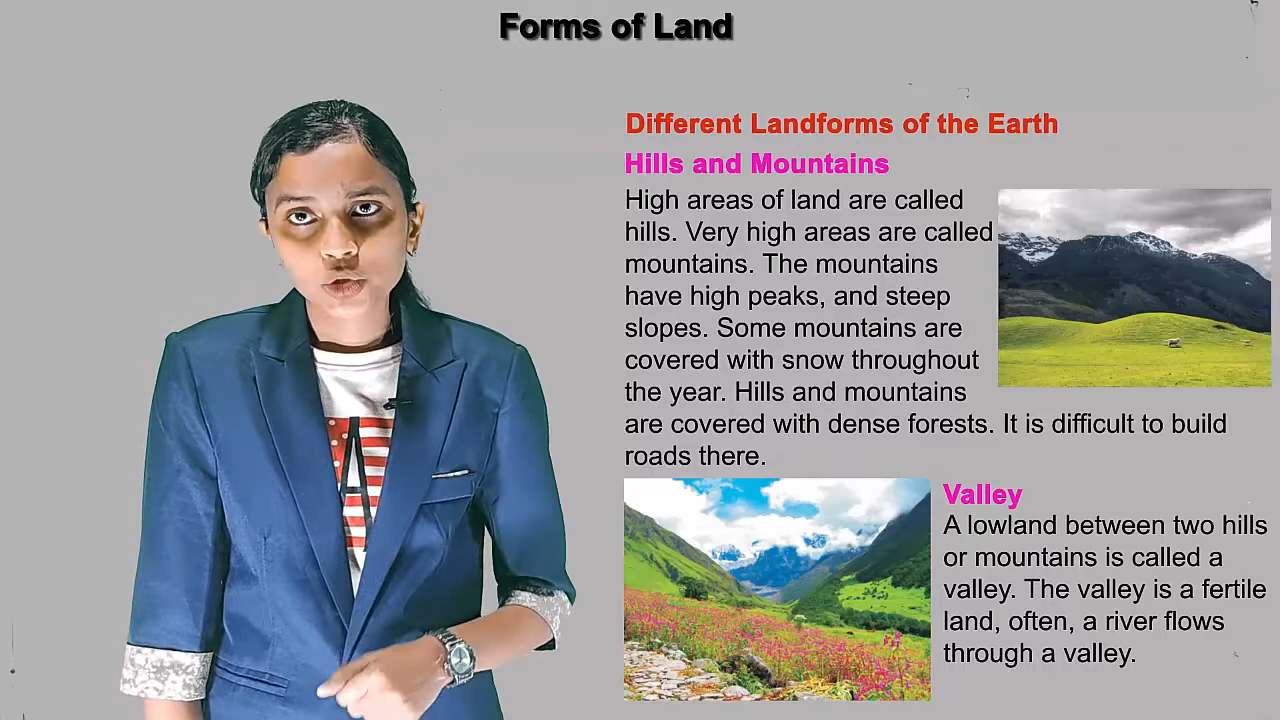 Forms of Land
Different Landforms of the Earth
Hills and Mountains
High areas of land are called
hills. Very high areas are called
mountains. The mountains
have high peaks, and steep
slopes. Some mountains are
covered with snow throughout
the year. Hills and mountains
are covered with dense forests. It is difficult to build
roads there.
Valley
A lowland between two hills
or mountains is called a
valley. The valley is a fertile
land, often, a river flows
through a valley.